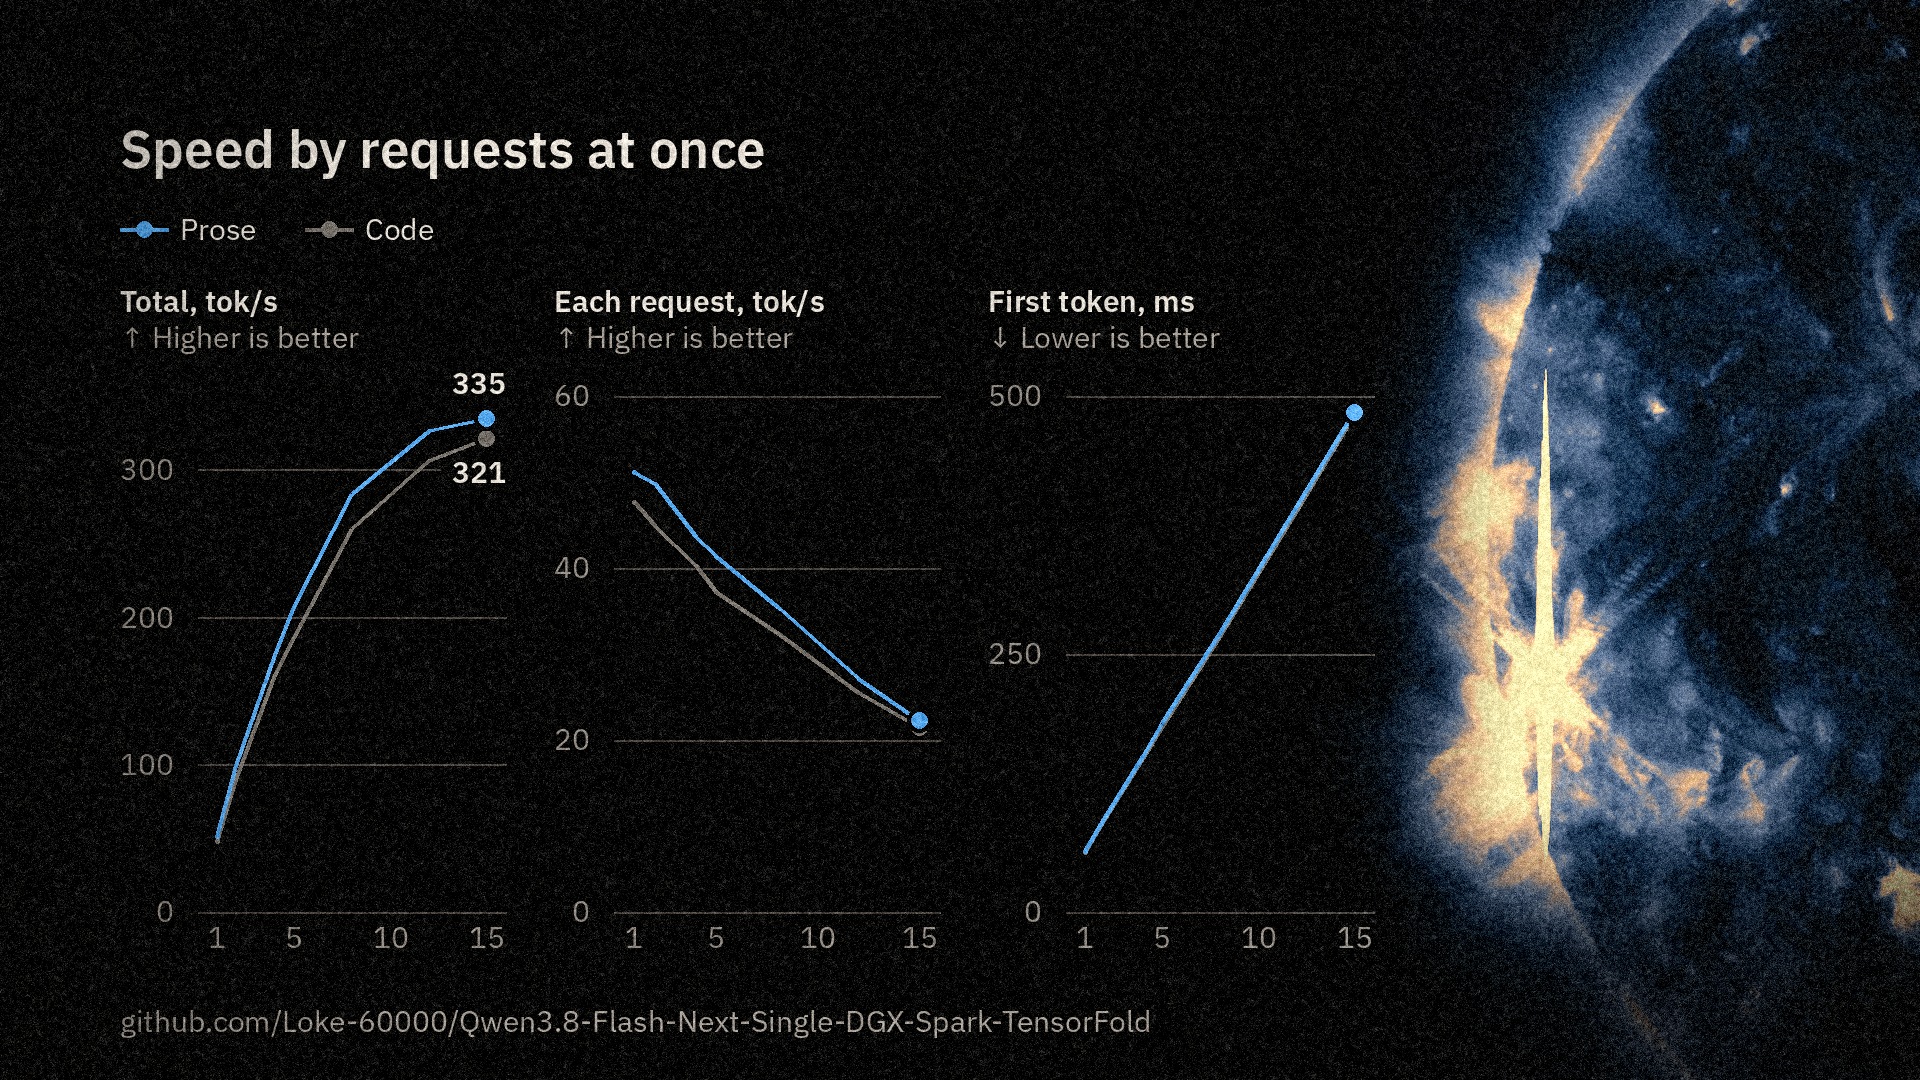 Speed by requests at once
Prose Code
Total, tok/s
↑ Higher is better
335
321
300
200
100
0
1 5 10 15
Each request, tok/s
↑ Higher is better
60
40
20
0
1 5 10 15
First token, ms
↓ Lower is better
500
250
0
1 5 10 15
github.com/Loke-60000/Qwen3.8-Flash-Next-Single-DGX-Spark-TensorFold